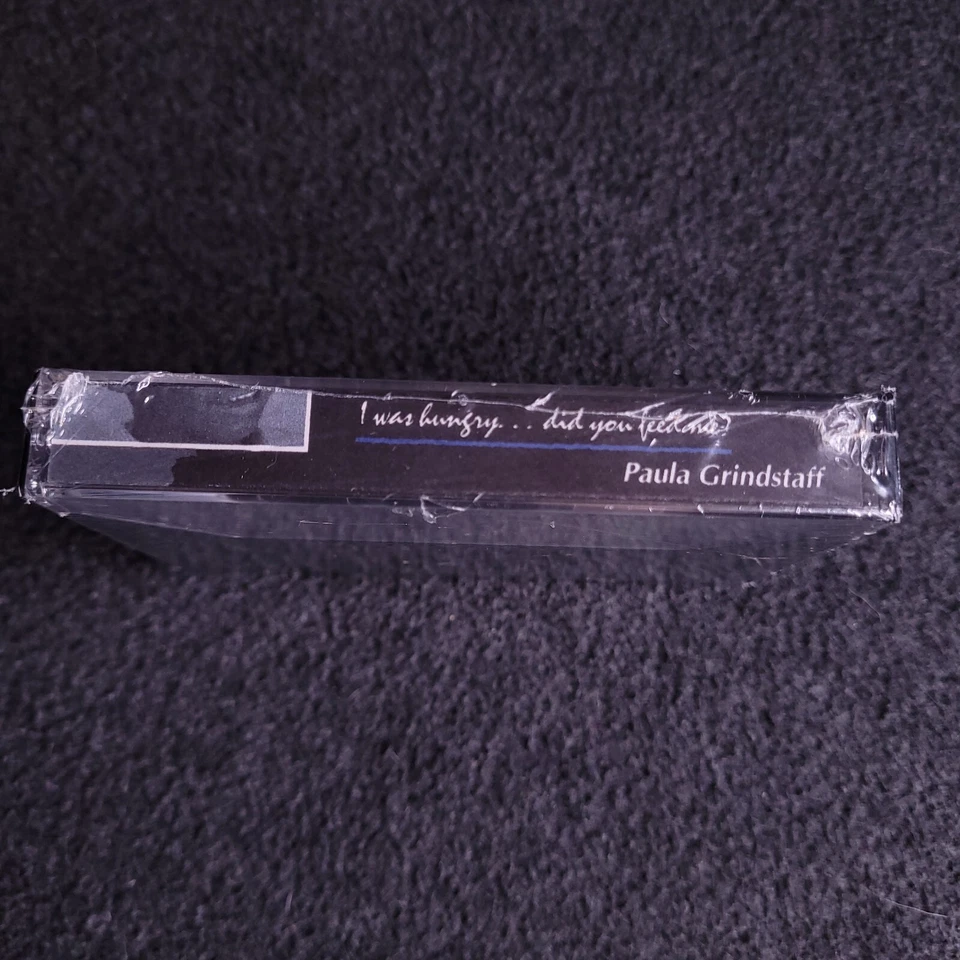 I was hungry. . . did you feed me?
Paula Grindstaff